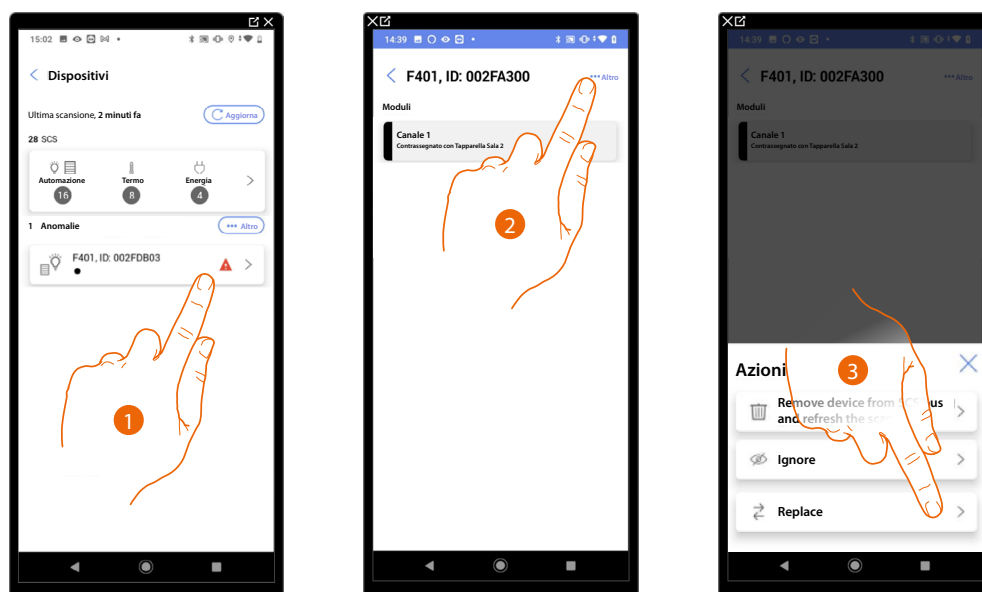 15:02
Dispositivi
Ultima scansione, 2 minuti fa
Aggiorna
28 SCS
Automazione Termo Energia
16 8 4
1 Anomalie
••• Altro
F401, ID: 002FDB03
1
14:39
F401, ID: 002FA300
••• Altro
Moduli
Canale 1
Contrassegnato con Tapparella Sala 2
2
14:39
F401, ID: 002FA300
••• Altro
Moduli
Canale 1
Contrassegnato con Tapparella Sala 2
Azioni
3
Remove device from SCS bus
and refresh the
Ignore
Replace